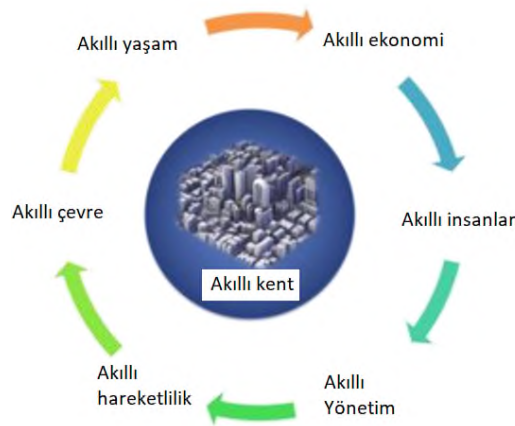 Akıllı yaşam
Akıllı ekonomi
Akıllı çevre
Akıllı insanlar
Akıllı kent
Akıllı
hareketlilik
Akıllı
Yönetim